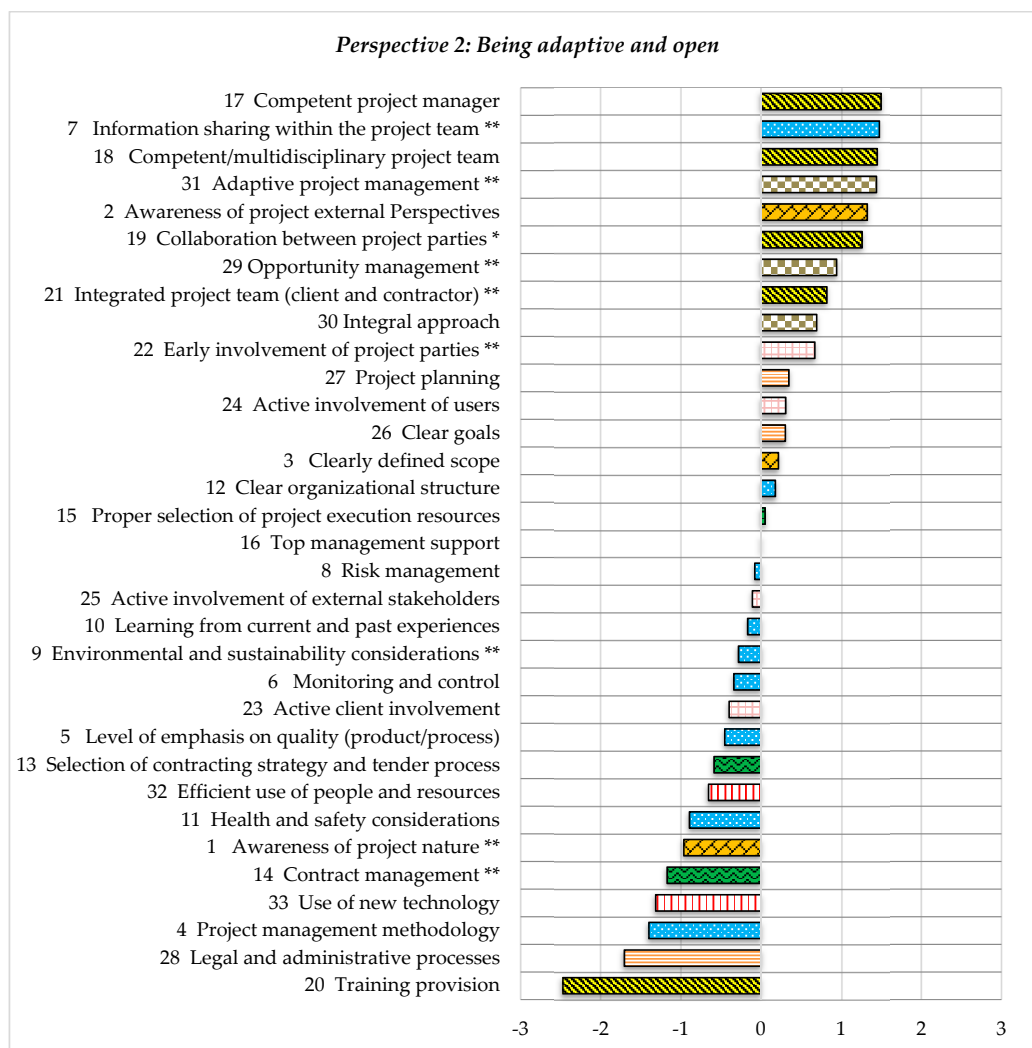 Perspective 2: Being adaptive and open
17 Competent project manager
7 Information sharing within the project team **
18 Competent/multidisciplinary project team
31 Adaptive project management **
2 Awareness of project external Perspectives
19 Collaboration between project parties *
29 Opportunity management **
21 Integrated project team (client and contractor) **
30 Integral approach
22 Early involvement of project parties **
27 Project planning
24 Active involvement of users
26 Clear goals
3 Clearly defined scope
12 Clear organizational structure
15 Proper selection of project execution resources
16 Top management support
8 Risk management
25 Active involvement of external stakeholders
10 Learning from current and past experiences
9 Environmental and sustainability considerations **
6 Monitoring and control
23 Active client involvement
5 Level of emphasis on quality (product/process)
13 Selection of contracting strategy and tender process
32 Efficient use of people and resources
11 Health and safety considerations
1 Awareness of project nature **
14 Contract management **
33 Use of new technology
4 Project management methodology
28 Legal and administrative processes
20 Training provision
-3 -2 -1 0 1 2 3